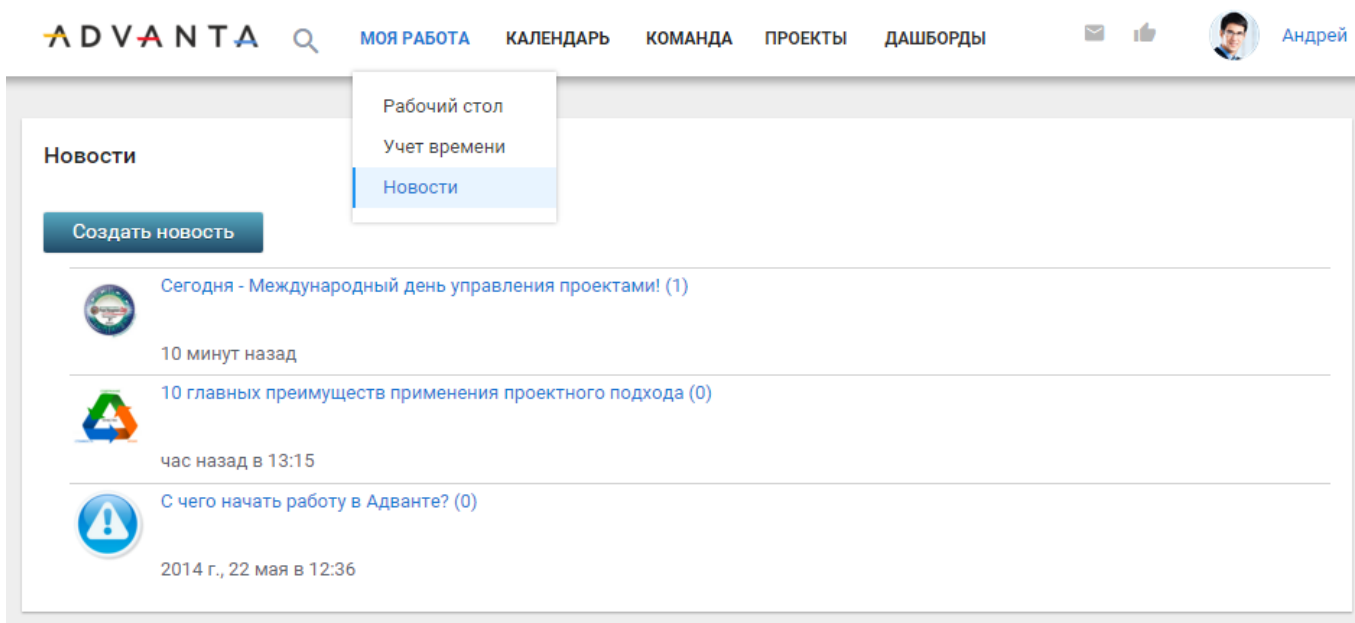 ADVANTA МОЯ РАБОТА КАЛЕНДАРЬ КОМАНДА ПРОЕКТЫ ДАШБОРДЫ Андрей
Рабочий стол
Учет времени
Новости
Новости
Создать новость
Сегодня - Международный день управления проектами! (1)
10 минут назад
10 главных преимуществ применения проектного подхода (0)
час назад в 13:15
С чего начать работу в Адванте? (0)
2014 г., 22 мая в 12:36